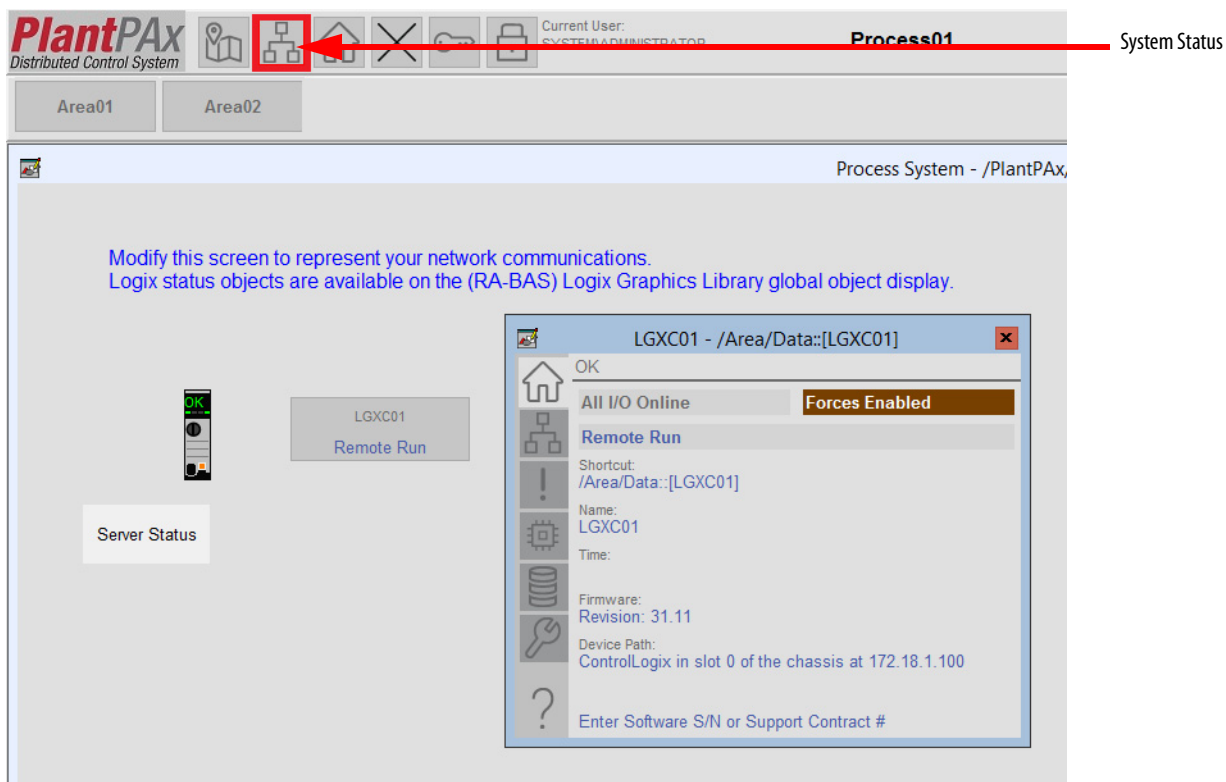 PlantPAx
Distributed Control System
Current User:
SYSTEM\ADMINISTRATOR
Process01
System Status
Area01
Area02
Process System - /PlantPAx/
Modify this screen to represent your network communications.
Logix status objects are available on the (RA-BAS) Logix Graphics Library global object display.
LGXC01 - /Area/Data::[LGXC01]
OK
All I/O Online
Forces Enabled
Remote Run
Shortcut:
/Area/Data::[LGXC01]
Name:
LGXC01
Time:
Firmware:
Revision: 31.11
Device Path:
ControlLogix in slot 0 of the chassis at 172.18.1.100
Enter Software S/N or Support Contract #
OK
LGXC01
Remote Run
Server Status